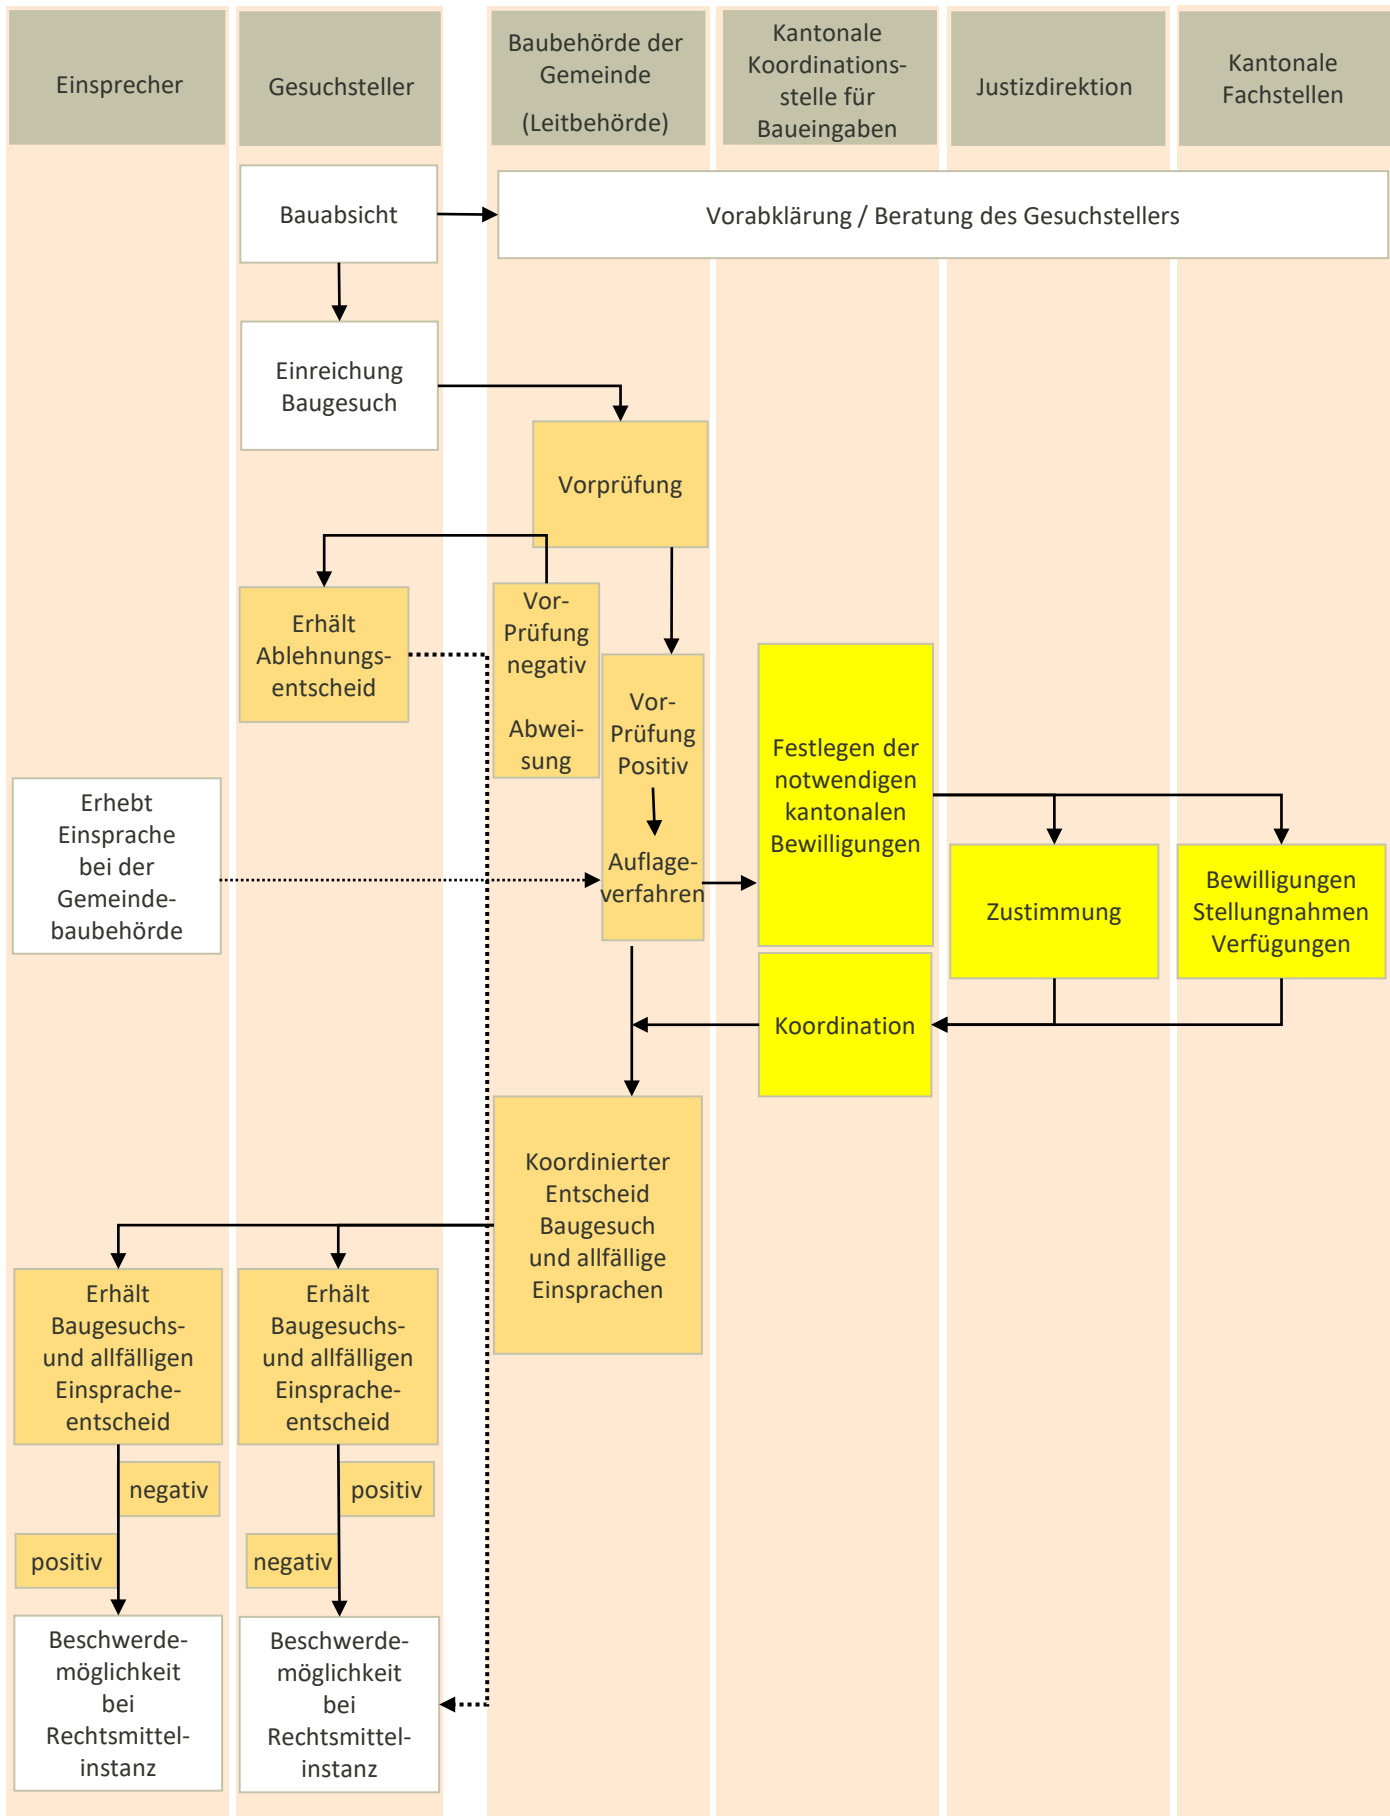 Einsprecher
Gesuchsteller
Baubehörde der
Gemeinde
(Leitbehörde)
Kantonale
Koordinations-
stelle für
Baueingaben
Justizdirektion
Kantonale
Fachstellen
Bauabsicht
Vorabklärung / Beratung des Gesuchstellers
Einreichung
Baugesuch
Vorprüfung
Erhält
Ablehnungs-
entscheid
Vor-
Prüfung
negativ
Abwei-
sung
Vor-
Prüfung
Positiv
Auflage-
verfahren
Festlegen der
notwendigen
kantonalen
Bewilligungen
Erhebt
Einsprache
bei der
Gemeinde-
baubehörde
Zustimmung
Bewilligungen
Stellungnahmen
Verfügungen
Koordination
Koordinierter
Entscheid
Baugesuch
und allfällige
Einsprachen
Erhält
Baugesuchs-
und allfälligen
Einsprache-
entscheid
Erhält
Baugesuchs-
und allfälligen
Einsprache-
entscheid
negativ
positiv
positiv
negativ
Beschwerde-
möglichkeit
bei
Rechtsmittel-
instanz
Beschwerde-
möglichkeit
bei
Rechtsmittel-
instanz